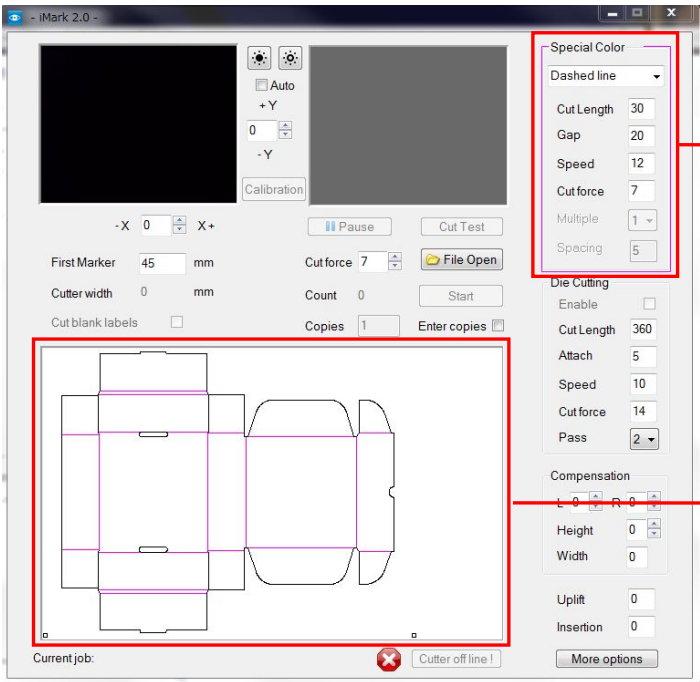 - iMark 2.0 -
Auto
+ Y
0
- Y
Calibration
- X 0 X +
Pause
Cut Test
First Marker 45 mm
Cut force 7
File Open
Cutter width 0 mm
Count 0
Start
Cut blank labels
Copies 1
Enter copies
Special Color
Dashed line
Cut Length 30
Gap 20
Speed 12
Cut force 7
Multiple 1
Spacing 5
Die Cutting
Enable
Cut Length 360
Attach 5
Speed 10
Cut force 14
Pass 2
Compensation
L 0 R 0
Height 0
Width 0
Uplift 0
Insertion 0
Current job:
Cutter off line !
More options